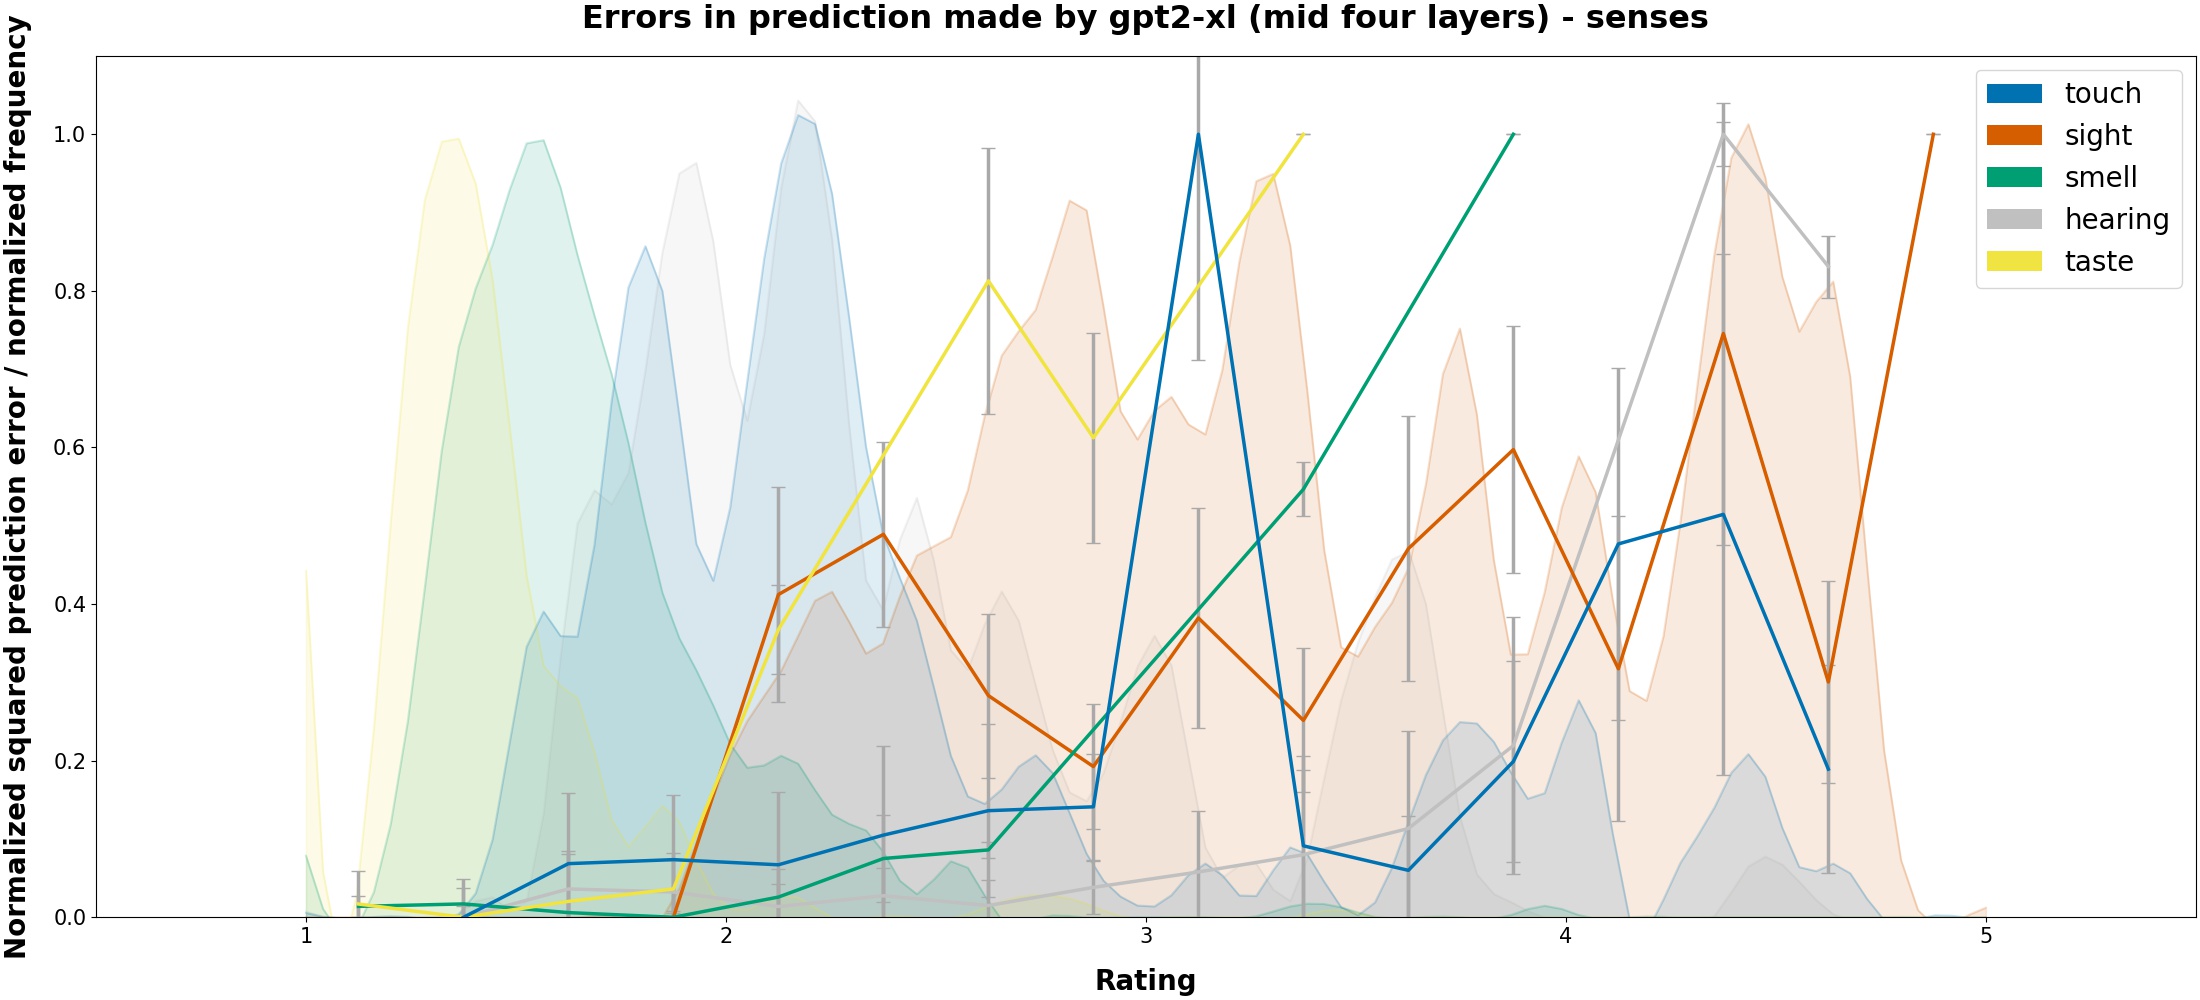 Errors in prediction made by gpt2-xl (mid four layers) - senses
Normalized squared prediction error / normalized frequency
1.0
0.8
0.6
0.4
0.2
0.0
touch
sight
smell
hearing
taste
1 2 3 4 5
Rating